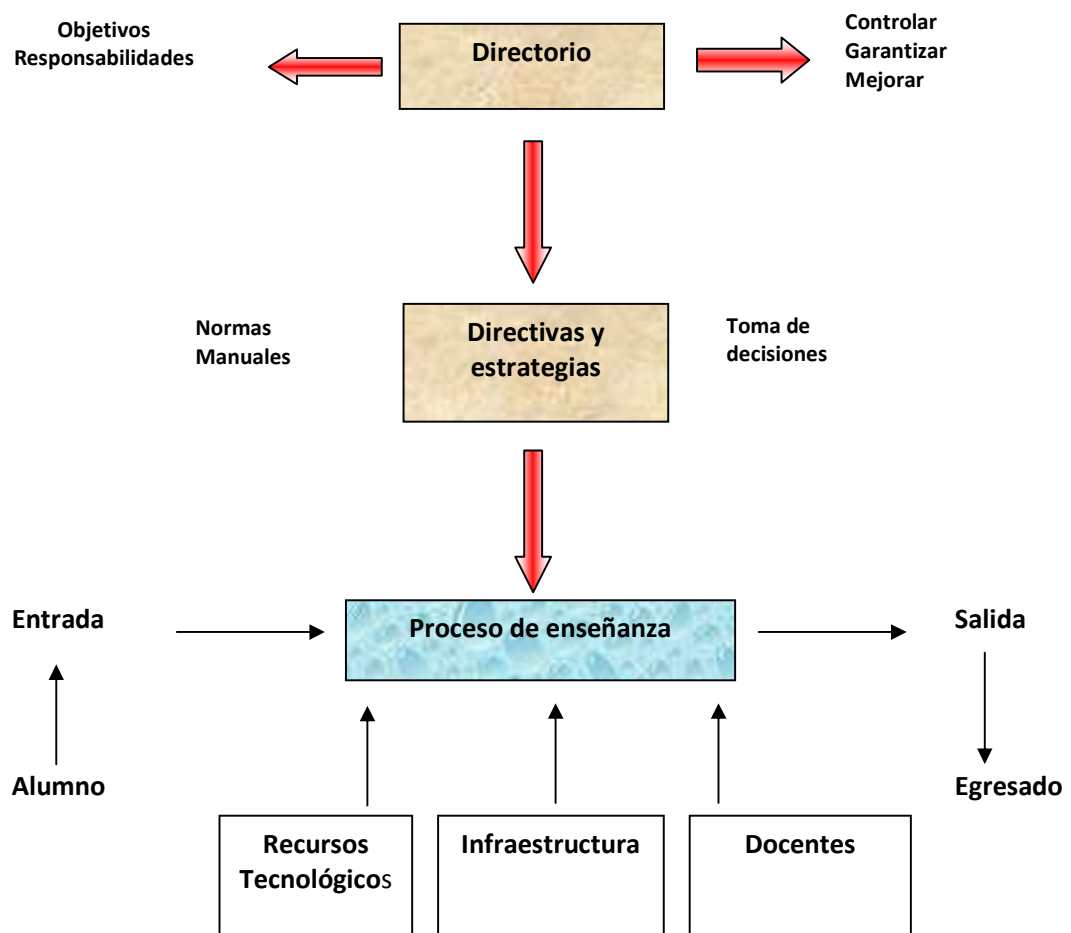 Objetivos
Responsabilidades
Directorio
Controlar
Garantizar
Mejorar
Normas
Manuales
Directivas y
estrategias
Toma de
decisiones
Entrada
Proceso de enseñanza
Salida
Alumno
Egresado
Recursos
Tecnológicos
Infraestructura
Docentes